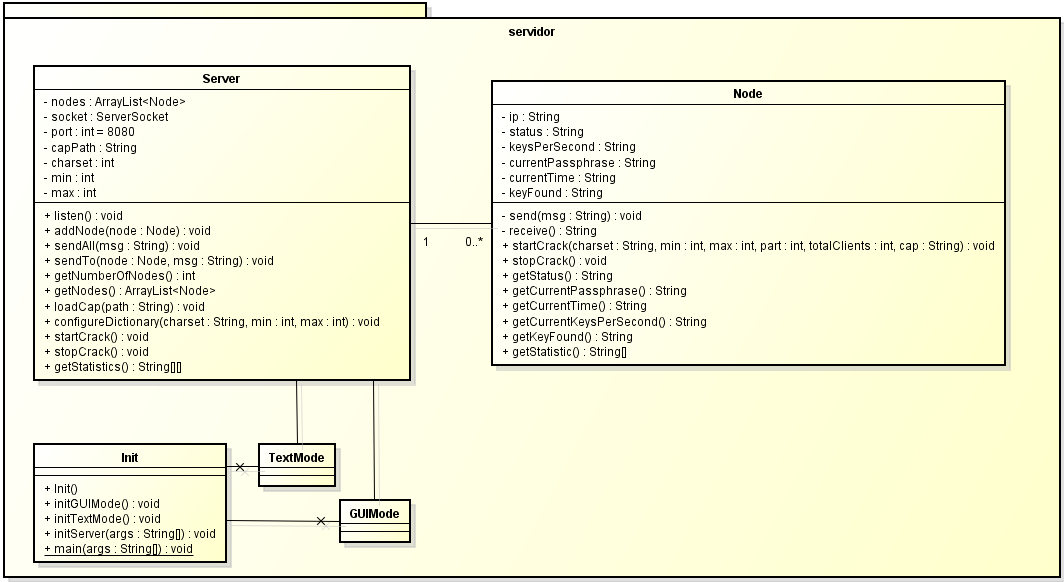 servidor
Server
- nodes : ArrayList<Node>
- socket : ServerSocket
- port : int = 8080
- capPath : String
- charset : int
- min : int
- max : int
+ listen() : void
+ addNode(node : Node) : void
+ sendAll(msg : String) : void
+ sendTo(node : Node, msg : String) : void
+ getNumberOfNodes() : int
+ getNodes() : ArrayList<Node>
+ loadCap(path : String) : void
+ configureDictionary(charset : String, min : int, max : int) : void
+ startCrack() : void
+ stopCrack() : void
+ getStatistics() : String[][]
1
0..*
Node
- ip : String
- status : String
- keysPerSecond : String
- currentPassphrase : String
- currentTime : String
- keyFound : String
- send(msg : String) : void
- receive() : String
+ startCrack(charset : String, min : int, max : int, part : int, totalClients : int, cap : String) : void
+ stopCrack() : void
+ getStatus() : String
+ getCurrentPassphrase() : String
+ getCurrentTime() : String
+ getCurrentKeysPerSecond() : String
+ getKeyFound() : String
+ getStatistic() : String[]
Init
+ Init()
+ initGUIMode() : void
+ initTextMode() : void
+ initServer(args : String[]) : void
+ main(args : String[]) : void
TextMode
GUIMode